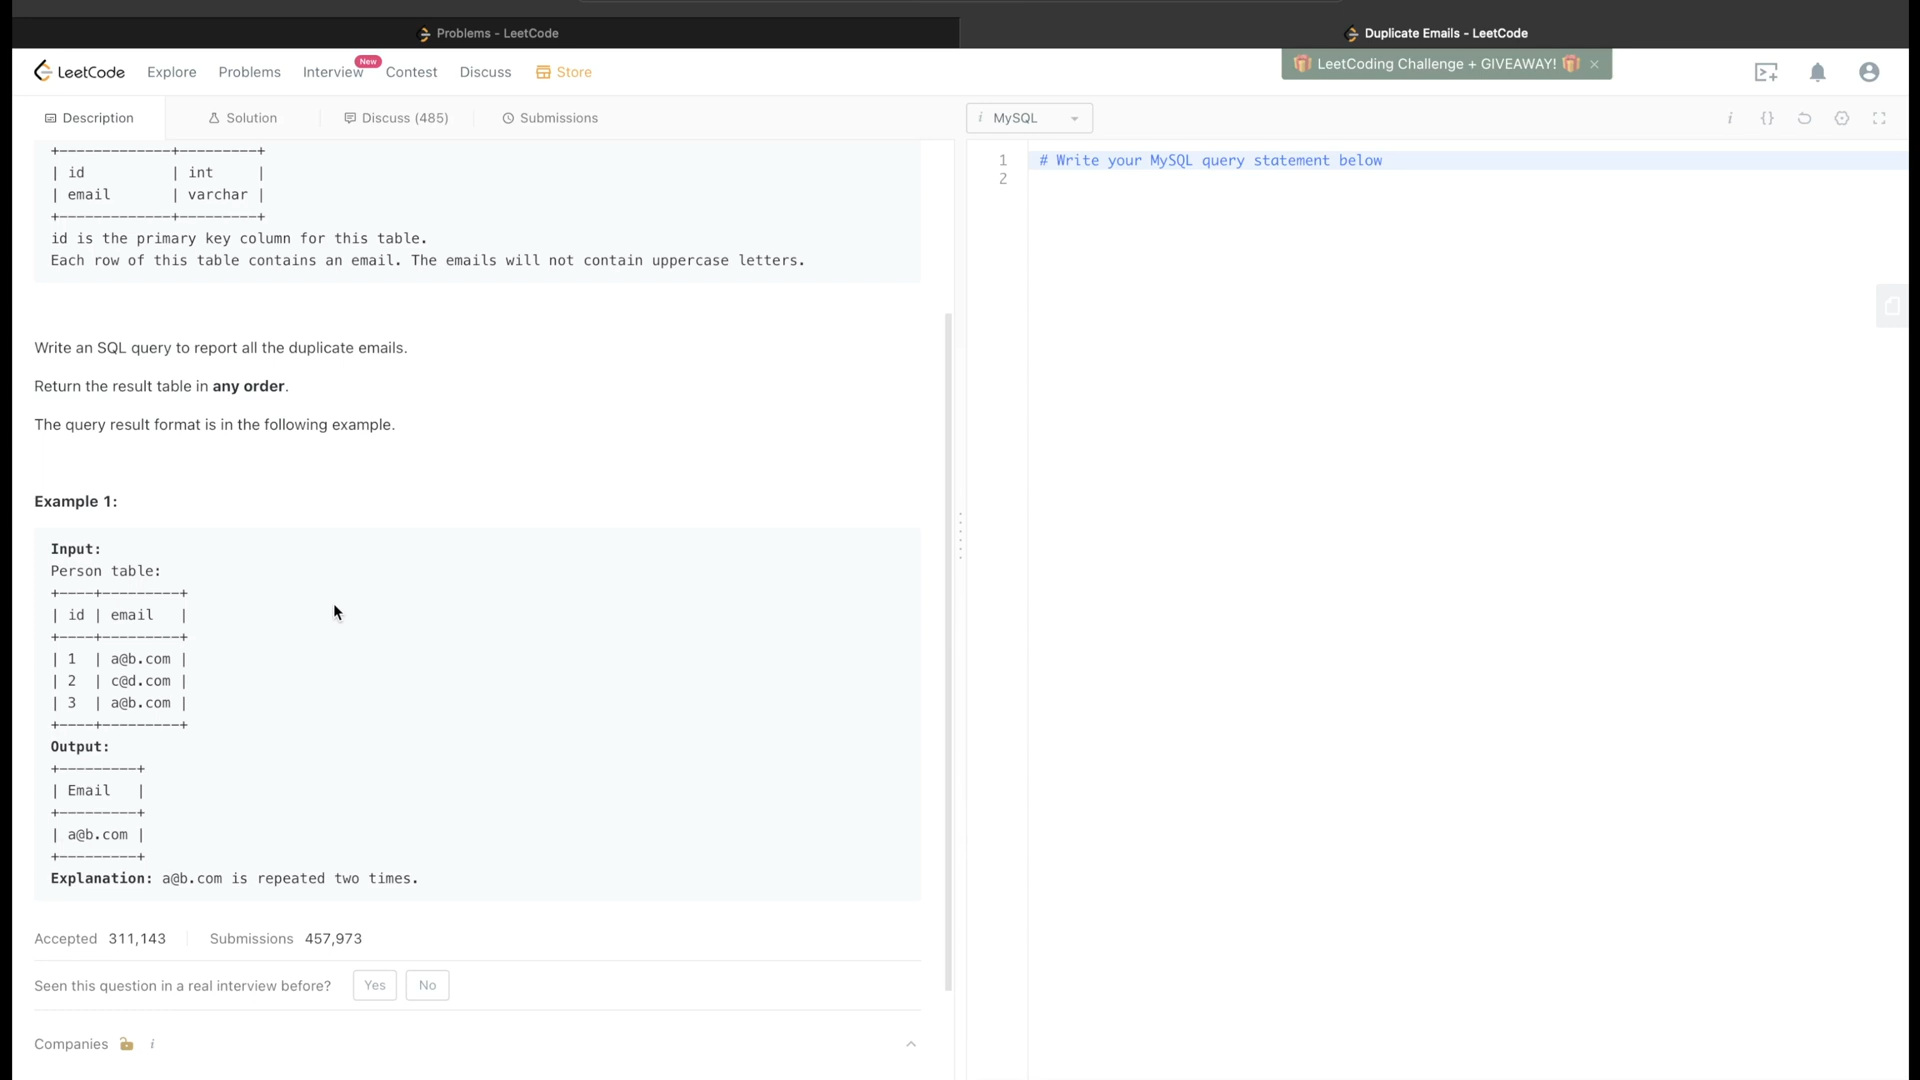 Problems - LeetCode
Duplicate Emails - LeetCode
LeetCode Explore Problems Interview New Contest Discuss Store
LeetCoding Challenge + GIVEAWAY! ×
Description Solution Discuss (485) Submissions
i MySQL
i {}
+-------------+---------+
| id | int |
| email | varchar |
+-------------+---------+
id is the primary key column for this table.
Each row of this table contains an email. The emails will not contain uppercase letters.
Write an SQL query to report all the duplicate emails.
Return the result table in any order.
The query result format is in the following example.
Example 1:
Input:
Person table:
+----+---------+
| id | email |
+----+---------+
| 1 | a@b.com |
| 2 | c@d.com |
| 3 | a@b.com |
+----+---------+
Output:
+---------+
| Email |
+---------+
| a@b.com |
+---------+
Explanation: a@b.com is repeated two times.
Accepted 311,143 Submissions 457,973
Seen this question in a real interview before? Yes No
Companies i
1 # Write your MySQL query statement below
2